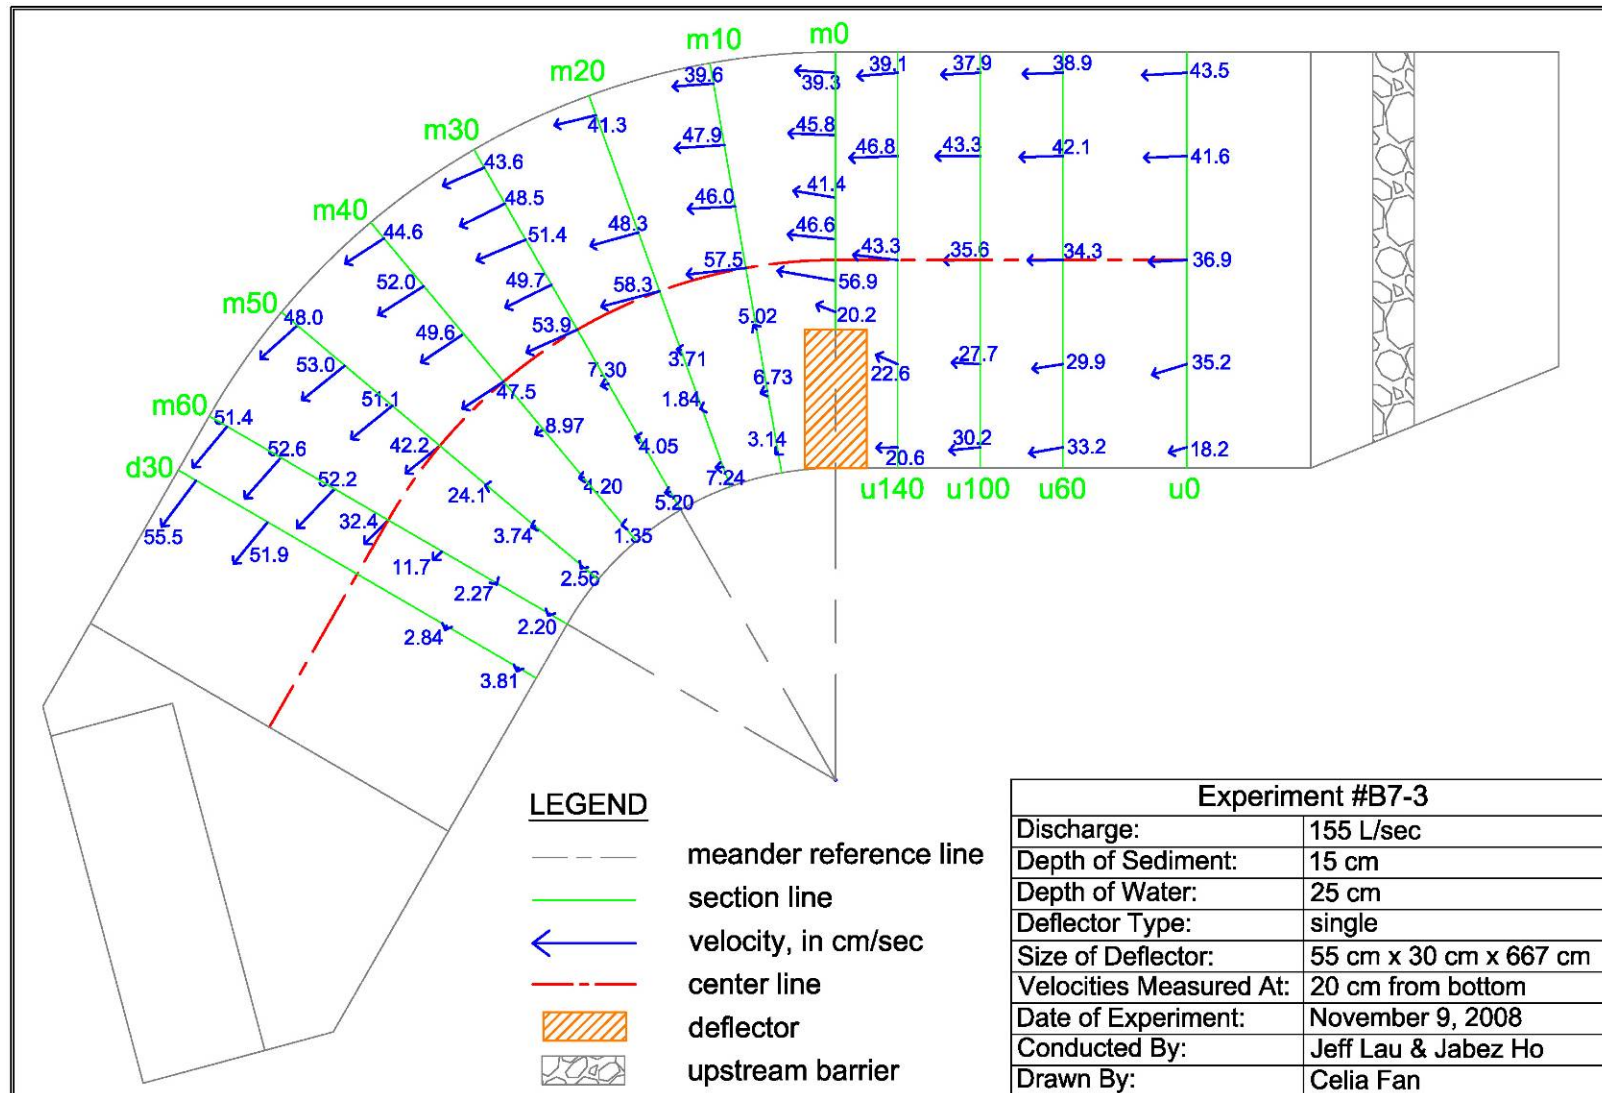 m0
m10
m20
m30
m40
m50
m60
d30
u140
u100
u60
u0
39.3
45.8
41.4
46.6
56.9
20.2
39.1
46.8
43.3
22.6
20.6
37.9
43.3
35.6
27.7
30.2
38.9
42.1
34.3
29.9
33.2
43.5
41.6
36.9
35.2
18.2
39.6
47.9
46.0
57.5
5.02
6.73
3.14
41.3
48.3
58.3
3.71
1.84
7.24
43.6
48.5
51.4
49.7
53.9
7.30
4.05
5.20
44.6
52.0
49.6
47.5
8.97
4.20
1.35
48.0
53.0
51.1
42.2
24.1
3.74
2.56
51.4
52.6
52.2
32.4
11.7
2.27
2.20
55.5
51.9
2.84
3.81
LEGEND
meander reference line
section line
velocity, in cm/sec
center line
deflector
upstream barrier
Experiment #B7-3
Discharge: 155 L/sec
Depth of Sediment: 15 cm
Depth of Water: 25 cm
Deflector Type: single
Size of Deflector: 55 cm x 30 cm x 667 cm
Velocities Measured At: 20 cm from bottom
Date of Experiment: November 9, 2008
Conducted By: Jeff Lau & Jabez Ho
Drawn By: Celia Fan